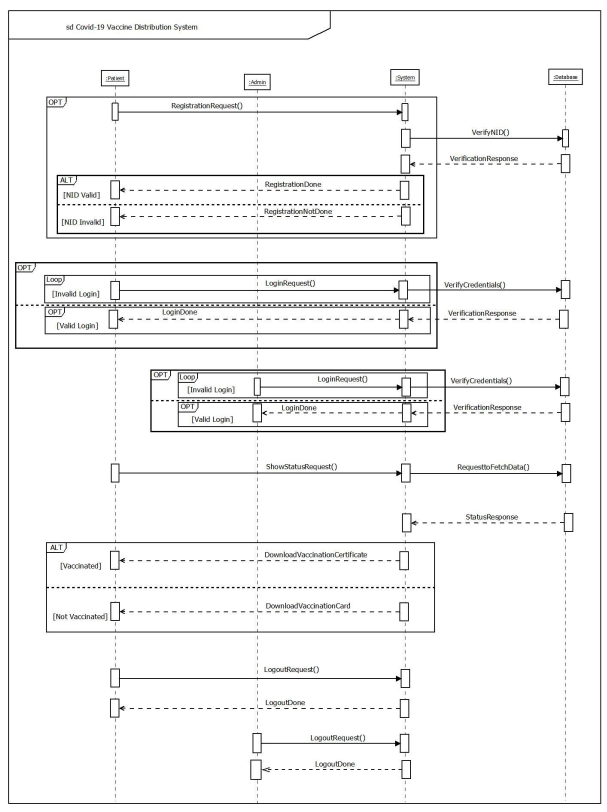 sd Covid-19 Vaccine Distribution System
:Patient
:Admin
:System
:Database
OPT
RegistrationRequest()
VerifyNID()
VerificationResponse
ALT
RegistrationDone
[NID Valid]
RegistrationNotDone
[NID Invalid]
OPT
Loop
LoginRequest()
VerifyCredentials()
[Invalid Login]
OPT
LoginDone
VerificationResponse
[Valid Login]
OPT
Loop
LoginRequest()
VerifyCredentials()
[Invalid Login]
OPT
LoginDone
VerificationResponse
[Valid Login]
ShowStatusRequest()
RequesttoFetchData()
StatusResponse
ALT
DownloadVaccinationCertificate
[Vaccinated]
DownloadVaccinationCard
[Not Vaccinated]
LogoutRequest()
LogoutDone
LogoutRequest()
LogoutDone